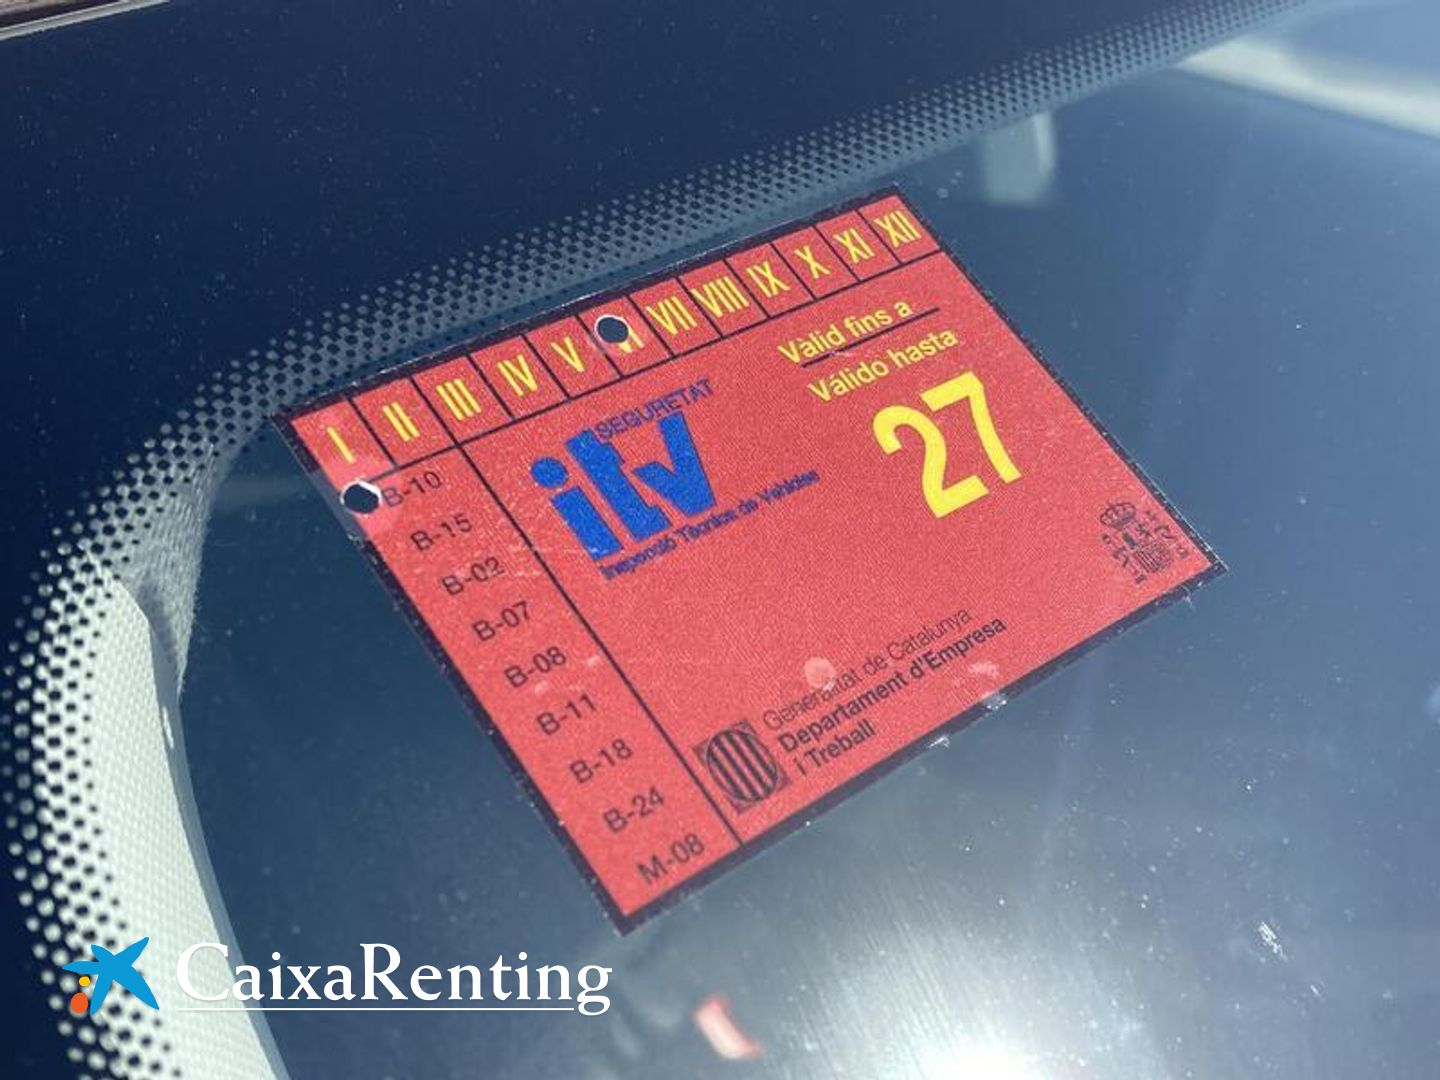 I II III IV V VI VII VIII IX X XI XII
Vàlid fins a
Válido hasta
27
SEGURETAT
itv
Inspecció Tècnica de Vehicles
B-10
B-15
B-02
B-07
B-08
B-11
B-18
B-24
M-08
Generalitat de Catalunya
Departament d'Empresa
i Treball
CaixaRenting